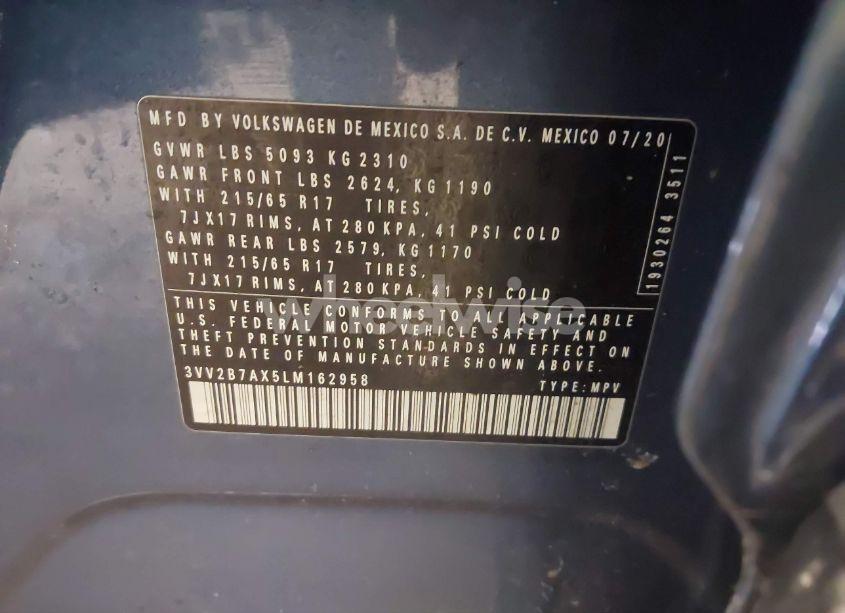 MFD BY VOLKSWAGEN DE MEXICO S.A. DE C.V. MEXICO 07/20
GVWR LBS 5093 KG 2310
GAWR FRONT LBS 2624, KG 1190
WITH 215/65 R17 TIRES,
7JX17 RIMS, AT 280 KPA, 41 PSI COLD
GAWR REAR LBS 2579, KG 1170
WITH 215/65 R17 TIRES,
7JX17 RIMS, AT 280 KPA, 41 PSI COLD
1930264 3511
THIS VEHICLE CONFORMS TO ALL APPLICABLE
U.S. FEDERAL MOTOR VEHICLE SAFETY AND
THEFT PREVENTION STANDARDS IN EFFECT ON
THE DATE OF MANUFACTURE SHOWN ABOVE.
3VV2B7AX5LM162958 TYPE: MPV
wheelwise